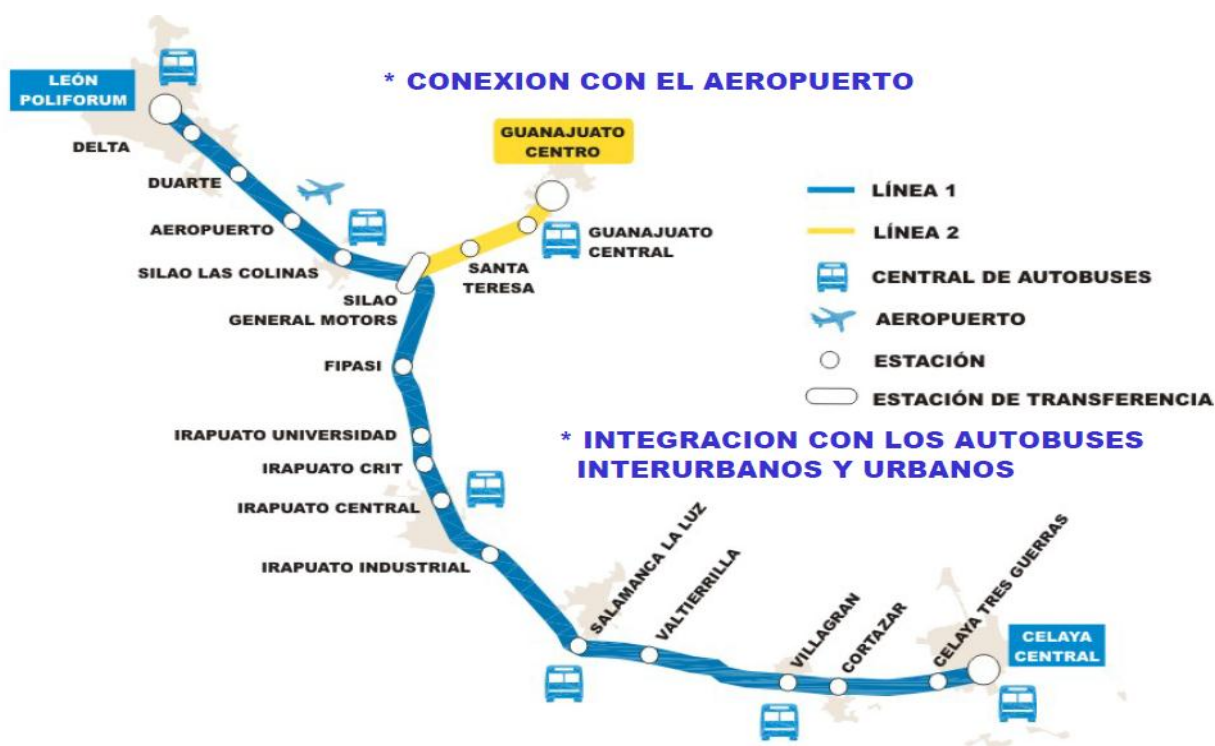 LEÓN
POLIFORUM
* CONEXION CON EL AEROPUERTO
DELTA
DUARTE
AEROPUERTO
SILAO LAS COLINAS
SILAO
GENERAL MOTORS
GUANAJUATO
CENTRO
GUANAJUATO
CENTRAL
SANTA
TERESA
LÍNEA 1
LÍNEA 2
CENTRAL DE AUTOBUSES
AEROPUERTO
ESTACIÓN
ESTACIÓN DE TRANSFERENCIA
FIPASI
IRAPUATO UNIVERSIDAD
IRAPUATO CRIT
IRAPUATO CENTRAL
IRAPUATO INDUSTRIAL
* INTEGRACION CON LOS AUTOBUSES
INTERURBANOS Y URBANOS
SALAMANCA LA LUZ
VALTIERRILLA
VILLAGRAN
CORTAZAR
CELAYA TRES GUERRAS
CELAYA
CENTRAL